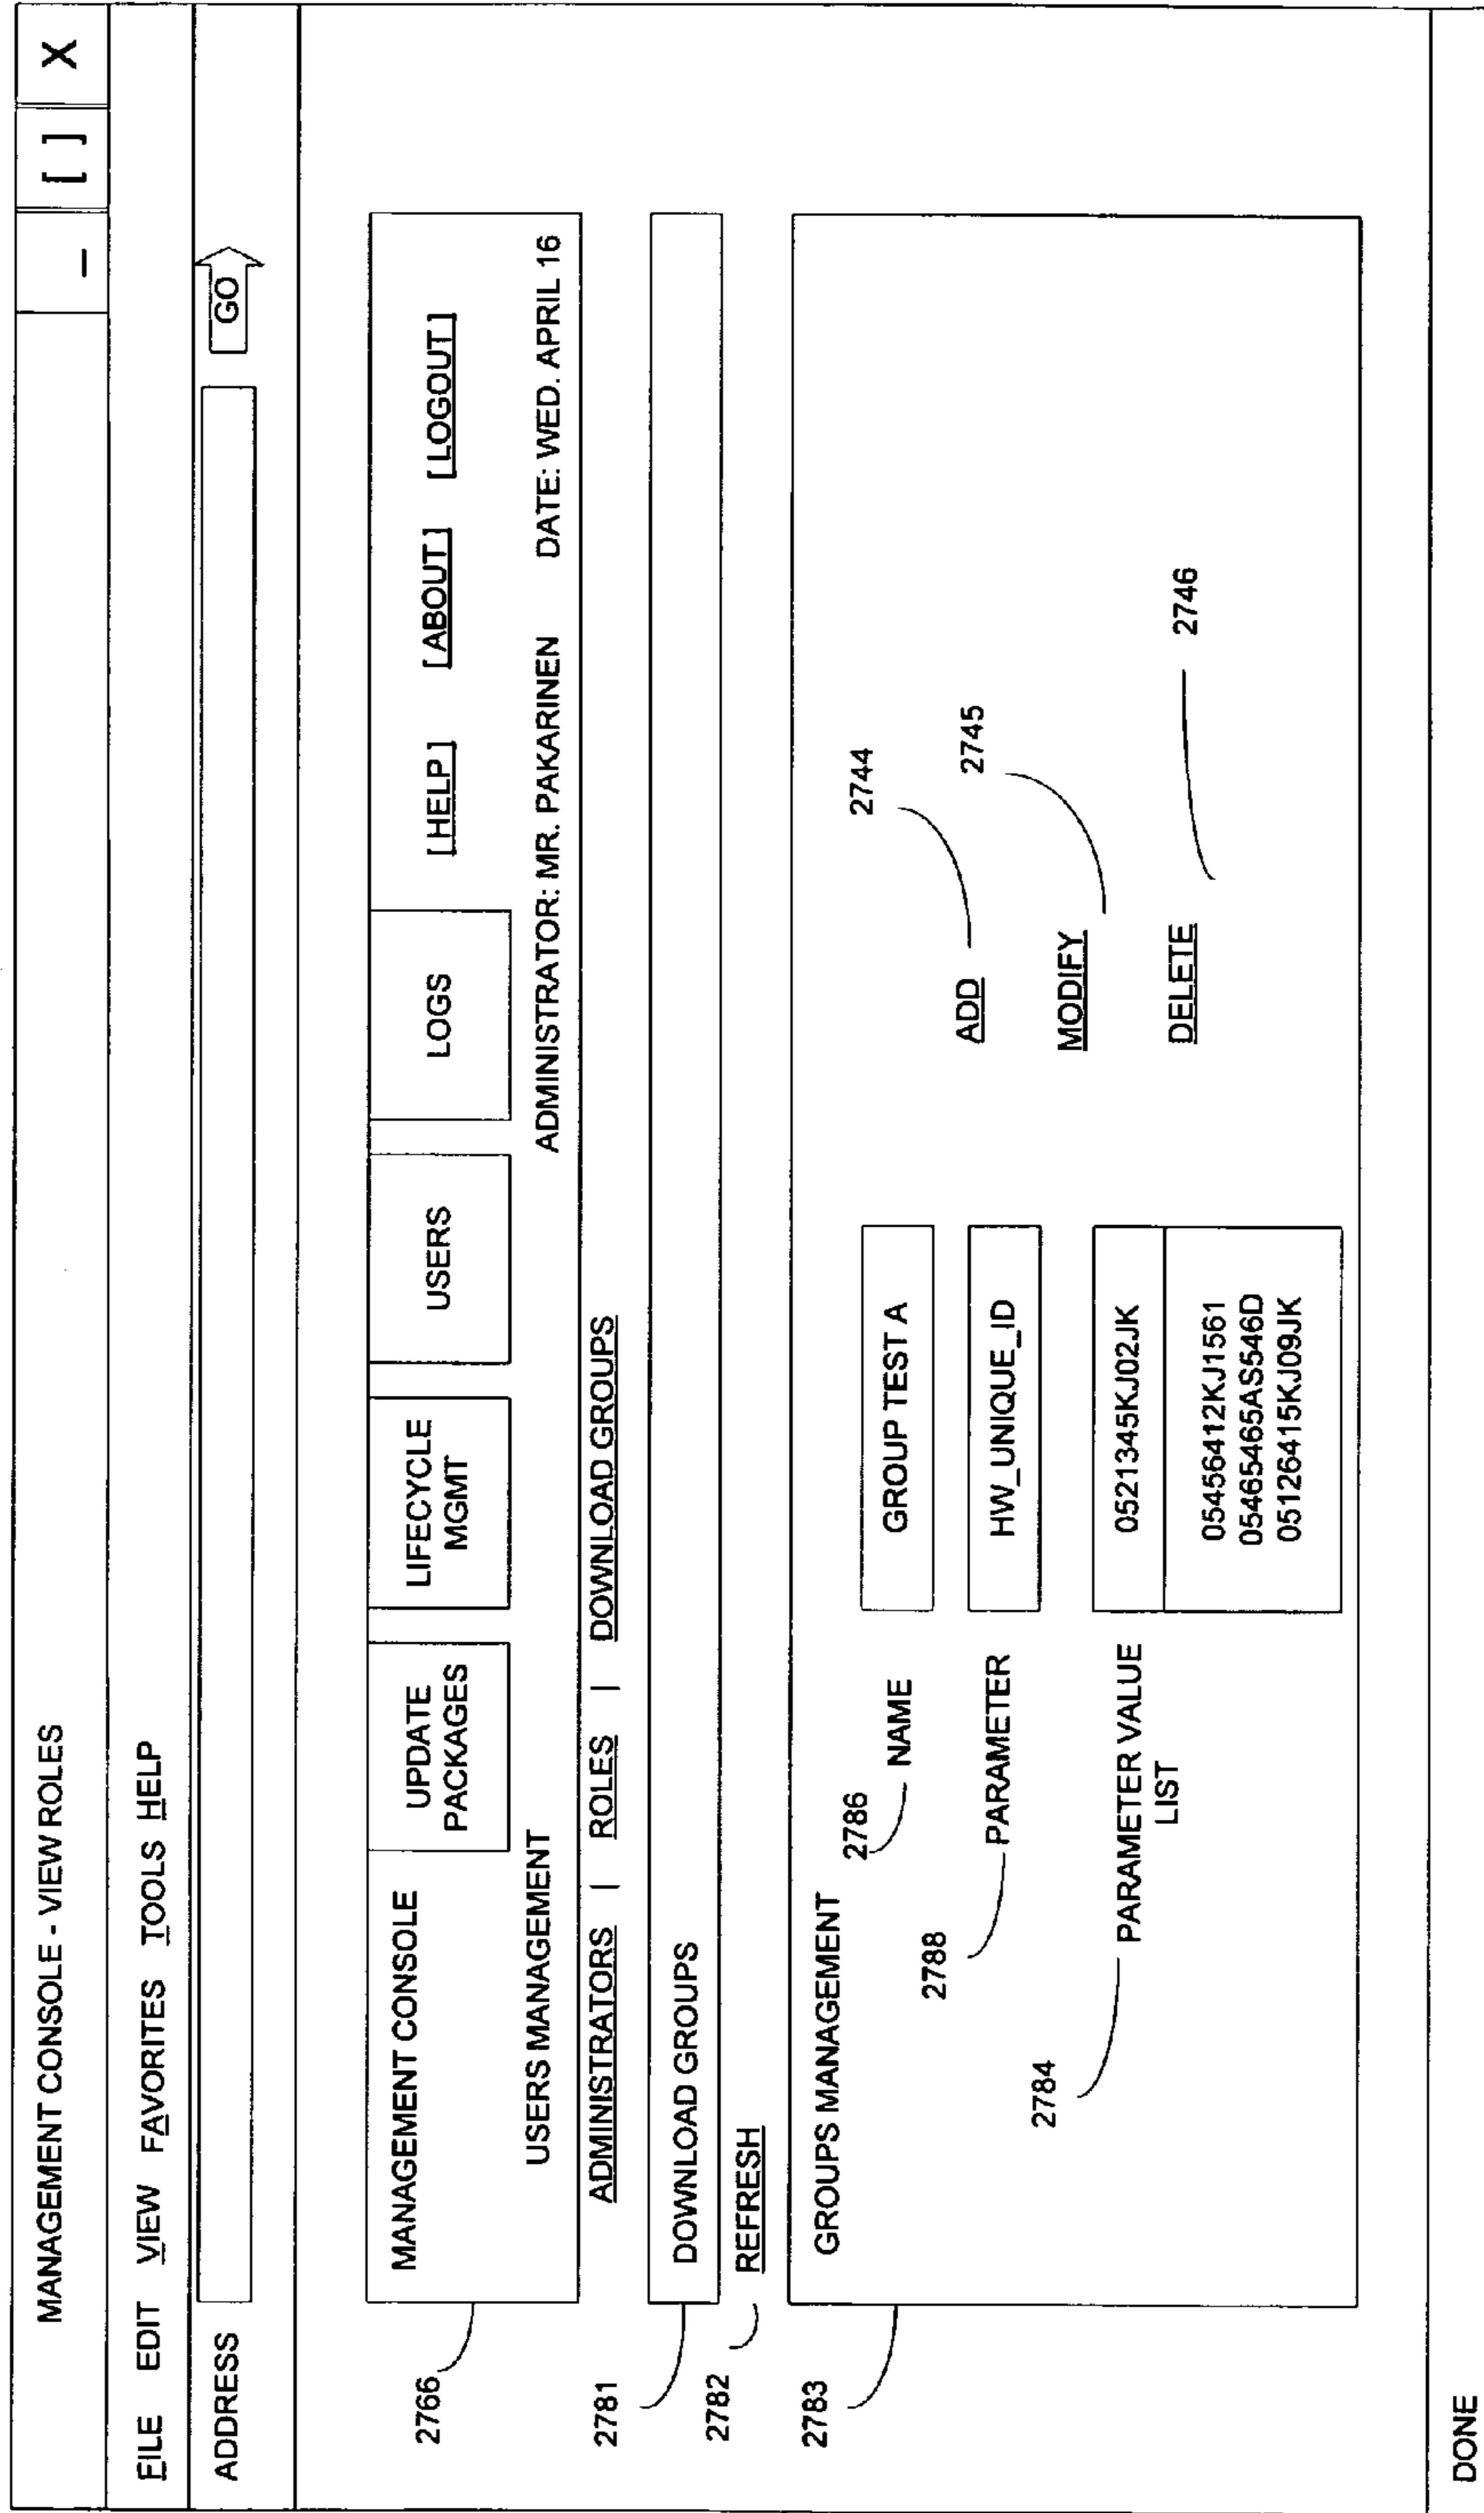 MANAGEMENT CONSOLE - VIEW ROLES
_ [ ] X
FILE EDIT VIEW FAVORITES TOOLS HELP
ADDRESS
GO
2766
MANAGEMENT CONSOLE
UPDATE
PACKAGES
LIFECYCLE
MGMT
USERS
LOGS
[HELP] [ABOUT] [LOGOUT]
USERS MANAGEMENT
ADMINISTRATOR: MR. PAKARINEN DATE: WED. APRIL 16
ADMINISTRATORS | ROLES | DOWNLOAD GROUPS
2781
DOWNLOAD GROUPS
2782
REFRESH
2783
GROUPS MANAGEMENT
2786
NAME
GROUP TEST A
2744
ADD
2788
PARAMETER
HW_UNIQUE_ID
2745
MODIFY
2784
PARAMETER VALUE
LIST
0521345KJ02JK
05456412KJ1561
05465465AS546D
05126415KJ09JK
2746
DELETE
DONE